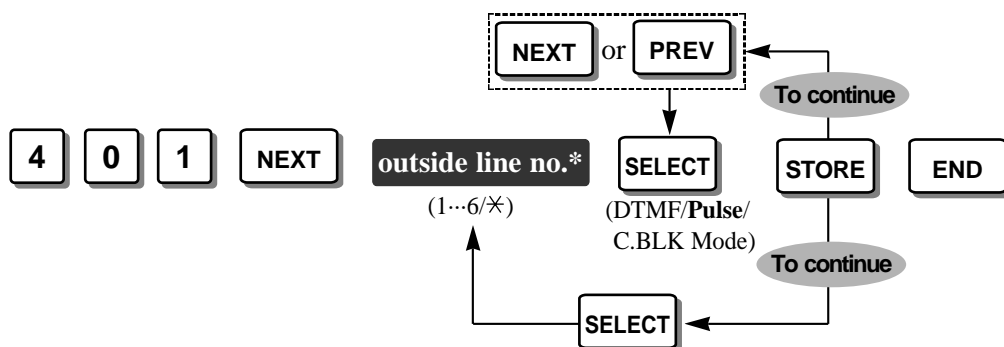 NEXT or PREV
To continue
4 0 1 NEXT outside line no.* SELECT STORE END
(1···6/✳) (DTMF/Pulse/
C.BLK Mode)
To continue
SELECT